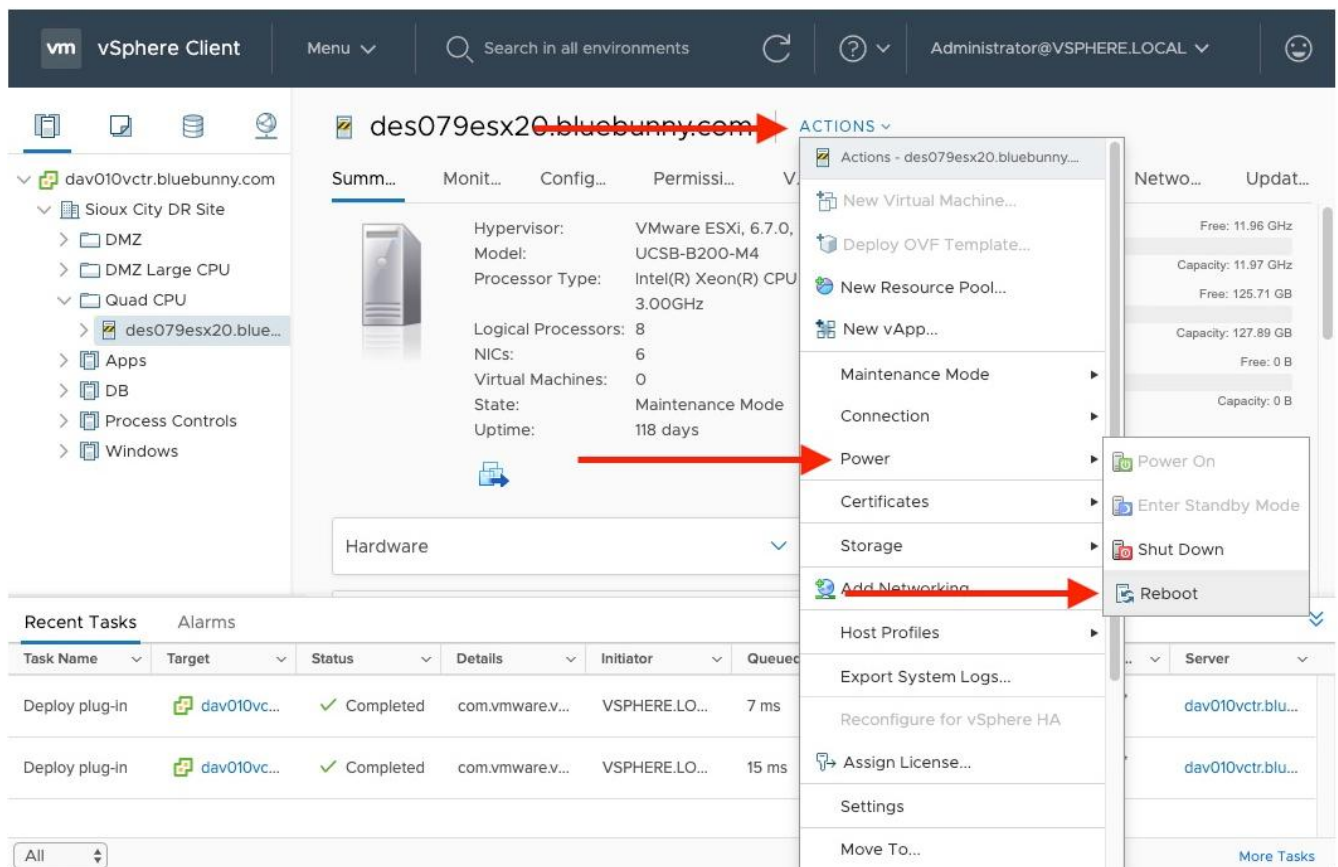 vm vSphere Client Menu Search in all environments Administrator@VSPHERE.LOCAL
des079esx20.bluebunny.com ACTIONS
Summ... Monit... Config... Permissi... V... Netwo... Updat...
dav010vctr.bluebunny.com
Sioux City DR Site
DMZ
DMZ Large CPU
Quad CPU
des079esx20.blue...
Apps
DB
Process Controls
Windows
Hypervisor: VMware ESXi, 6.7.0,
Model: UCSB-B200-M4
Processor Type: Intel(R) Xeon(R) CPU
3.00GHz
Logical Processors: 8
NICs: 6
Virtual Machines: 0
State: Maintenance Mode
Uptime: 118 days
Hardware
Free: 11.96 GHz
Capacity: 11.97 GHz
Free: 125.71 GB
Capacity: 127.89 GB
Free: 0 B
Capacity: 0 B
Actions - des079esx20.bluebunny....
New Virtual Machine...
Deploy OVF Template...
New Resource Pool...
New vApp...
Maintenance Mode
Connection
Power
Certificates
Storage
Add Networking
Host Profiles
Export System Logs...
Reconfigure for vSphere HA
Assign License...
Settings
Move To...
Power On
Enter Standby Mode
Shut Down
Reboot
Recent Tasks Alarms
Task Name Target Status Details Initiator Queued Server
Deploy plug-in dav010vc... Completed com.vmware.v... VSPHERE.LO... 7 ms dav010vctr.blu...
Deploy plug-in dav010vc... Completed com.vmware.v... VSPHERE.LO... 15 ms dav010vctr.blu...
All More Tasks